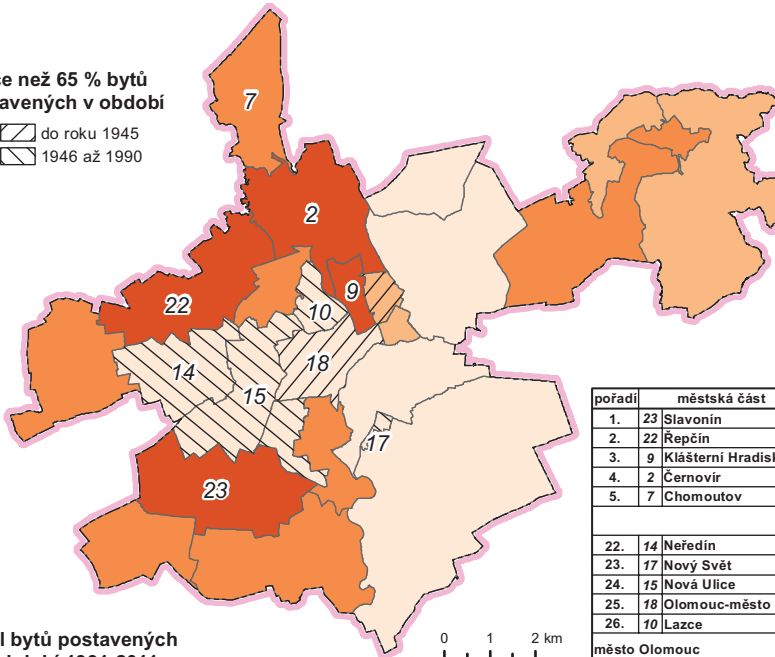 než 65 % bytů
v období
do roku 1945
1946 až 1990
7
2
22
9
10
14
18
15
17
23
pořadí městská část
1. 23 Slavonín
2. 22 Řepčín
3. 9 Klášterní
4. 2 Černovír
5. 7 Chomoutov
22. 14 Neředín
23. 17 Nový Svět
24. 15 Nová Ulice
25. 18 Olomouc-město
26. 10 Lazce
město Olomouc
bytů postavených
0 1 2 km